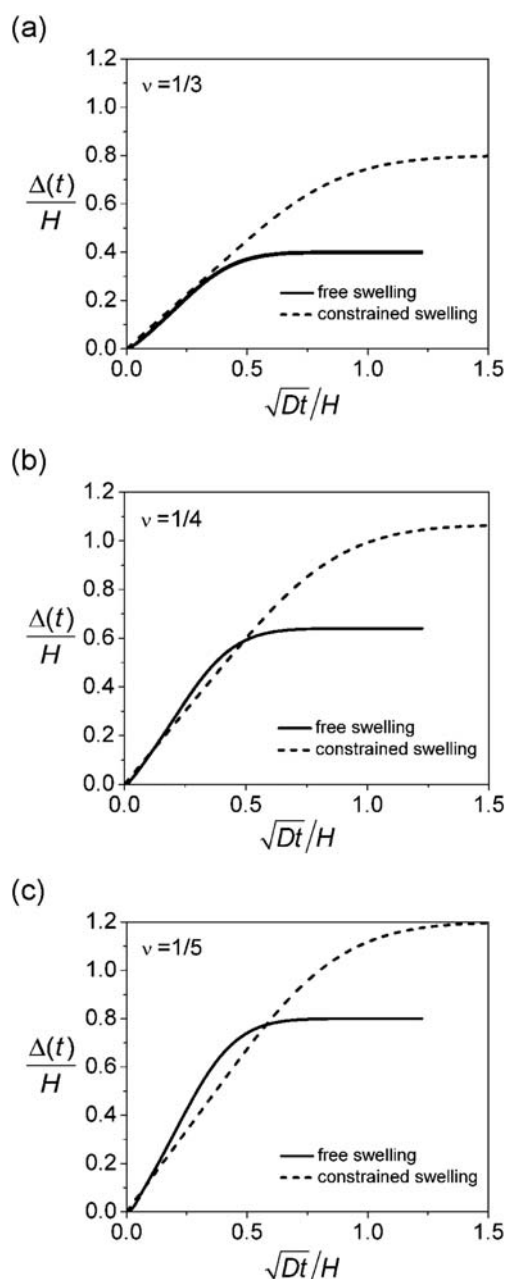 (a)
ν =1/3
1.2
1.0
0.8
0.6
0.4
0.2
0.0
Δ(t)
H
free swelling
constrained swelling
0.0 0.5 1.0 1.5
√Dt/H
(b)
ν =1/4
1.2
1.0
0.8
0.6
0.4
0.2
0.0
Δ(t)
H
free swelling
constrained swelling
0.0 0.5 1.0 1.5
√Dt/H
(c)
ν =1/5
1.2
1.0
0.8
0.6
0.4
0.2
0.0
Δ(t)
H
free swelling
constrained swelling
0.0 0.5 1.0 1.5
√Dt/H